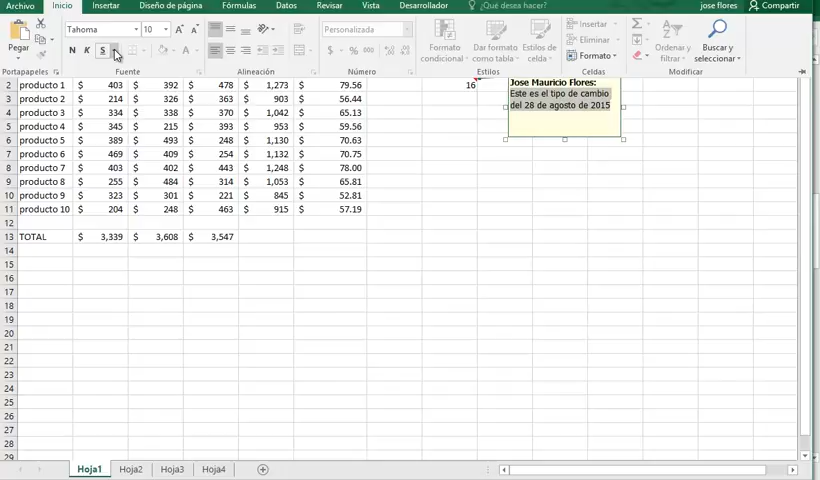 Archivo Inicio Insertar Diseño de página Fórmulas Datos Revisar Vista Desarrollador ¿Qué desea hacer? jose flores Compartir
Pegar Tahoma 10 Personalizada Formato condicional Dar formato como tabla Estilos de celda Insertar Eliminar Formato Ordenar y filtrar Buscar y seleccionar
N K S $ % 000
Portapapeles Fuente Alineación Número Estilos Celdas Modificar
2 producto 1 $ 403 $ 392 $ 478 $ 1,273 $ 79.56 16
3 producto 2 $ 214 $ 326 $ 363 $ 903 $ 56.44
4 producto 3 $ 334 $ 338 $ 370 $ 1,042 $ 65.13
5 producto 4 $ 345 $ 215 $ 393 $ 953 $ 59.56
6 producto 5 $ 389 $ 493 $ 248 $ 1,130 $ 70.63
7 producto 6 $ 469 $ 409 $ 254 $ 1,132 $ 70.75
8 producto 7 $ 403 $ 402 $ 443 $ 1,248 $ 78.00
9 producto 8 $ 255 $ 484 $ 314 $ 1,053 $ 65.81
10 producto 9 $ 323 $ 301 $ 221 $ 845 $ 52.81
11 producto 10 $ 204 $ 248 $ 463 $ 915 $ 57.19
12
13 TOTAL $ 3,339 $ 3,608 $ 3,547
14
15
16
17
18
19
20
21
22
23
24
25
26
27
28
29
Jose Mauricio Flores:
Este es el tipo de cambio
del 28 de agosto de 2015
Hoja1 Hoja2 Hoja3 Hoja4